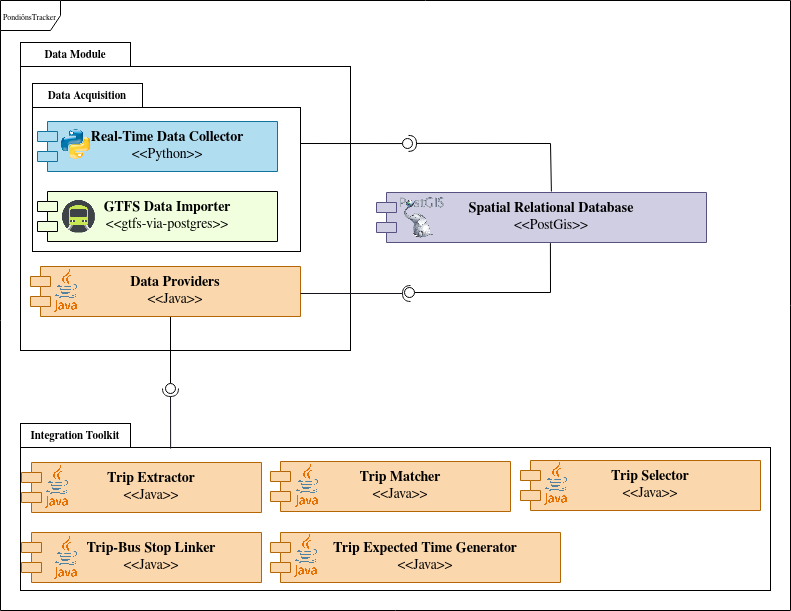 PondiônsTracker
Data Module
Data Acquisition
Real-Time Data Collector
<<Python>>
GTFS Data Importer
<<gtfs-via-postgres>>
PostGIS
Spatial Relational Database
<<PostGis>>
Data Providers
<<Java>>
Java
Integration Toolkit
Trip Extractor
<<Java>>
Java
Trip Matcher
<<Java>>
Java
Trip Selector
<<Java>>
Java
Trip-Bus Stop Linker
<<Java>>
Java
Trip Expected Time Generator
<<Java>>
Java